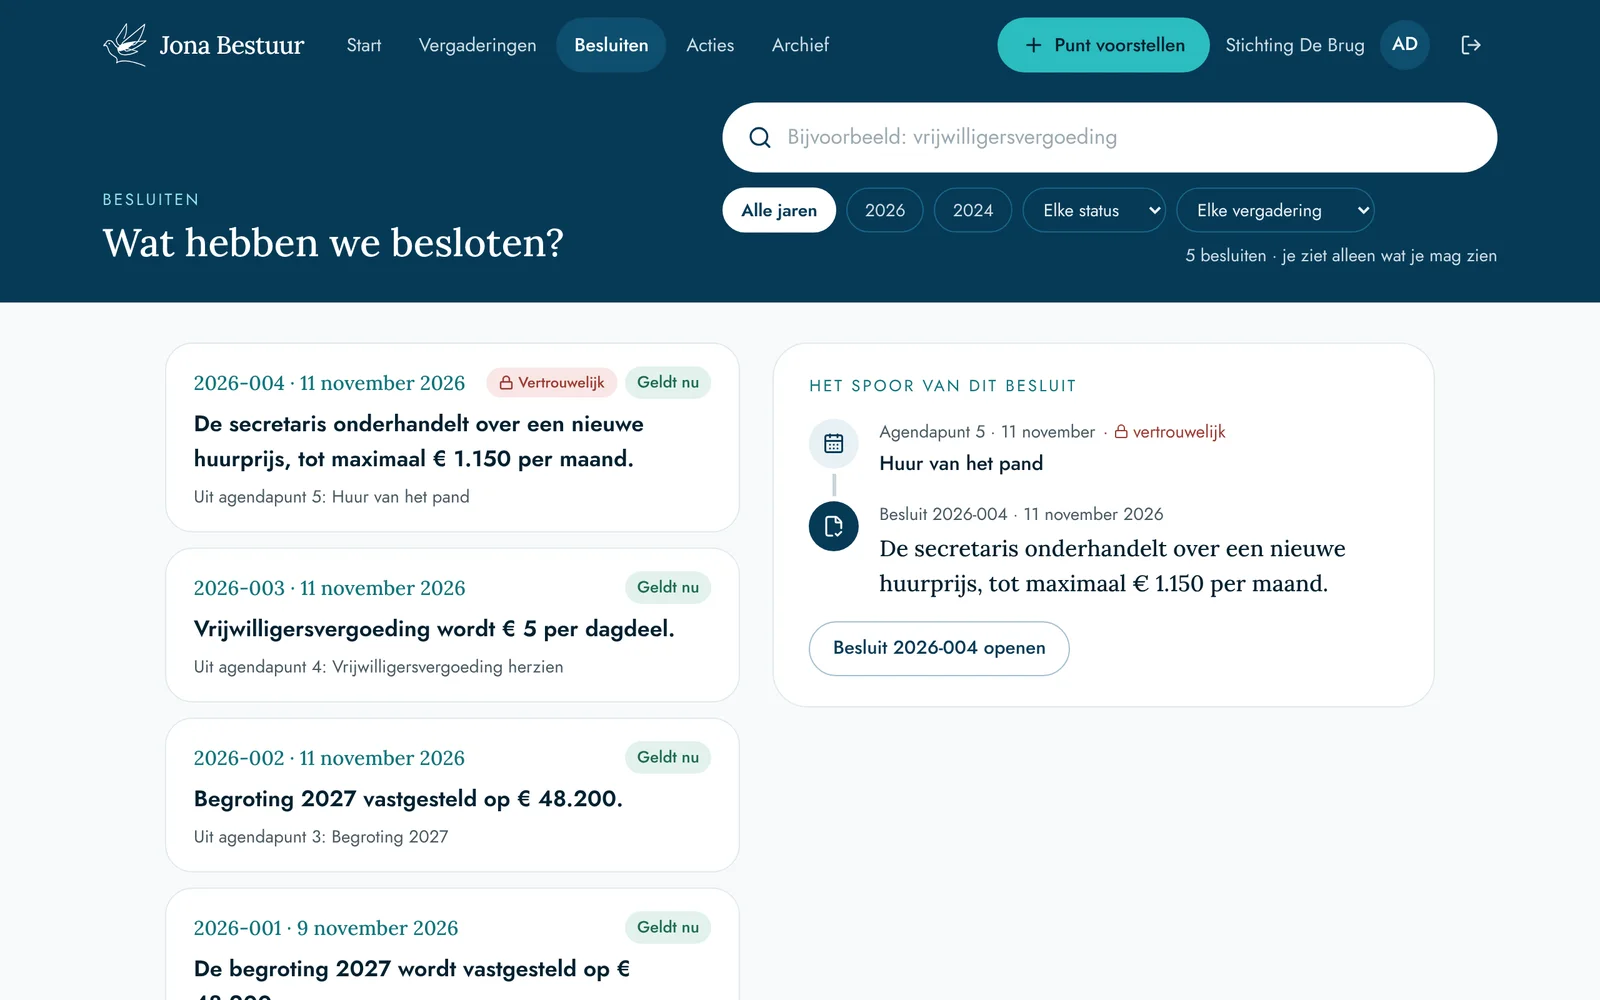 Jona Bestuur
Start
Vergaderingen
Besluiten
Acties
Archief
Punt voorstellen
Stichting De Brug
AD
Bijvoorbeeld: vrijwilligersvergoeding
BESLUITEN
Wat hebben we besloten?
Alle jaren
2026
2024
Elke status
Elke vergadering
5 besluiten · je ziet alleen wat je mag zien
2026-004 · 11 november 2026
Vertrouwelijk
Geldt nu
De secretaris onderhandelt over een nieuwe
huurprijs, tot maximaal € 1.150 per maand.
Uit agendapunt 5: Huur van het pand
2026-003 · 11 november 2026
Geldt nu
Vrijwilligersvergoeding wordt € 5 per dagdeel.
Uit agendapunt 4: Vrijwilligersvergoeding herzien
2026-002 · 11 november 2026
Geldt nu
Begroting 2027 vastgesteld op € 48.200.
Uit agendapunt 3: Begroting 2027
2026-001 · 9 november 2026
Geldt nu
De begroting 2027 wordt vastgesteld op €
48.200.
HET SPOOR VAN DIT BESLUIT
Agendapunt 5 · 11 november · vertrouwelijk
Huur van het pand
Besluit 2026-004 · 11 november 2026
De secretaris onderhandelt over een nieuwe
huurprijs, tot maximaal € 1.150 per maand.
Besluit 2026-004 openen